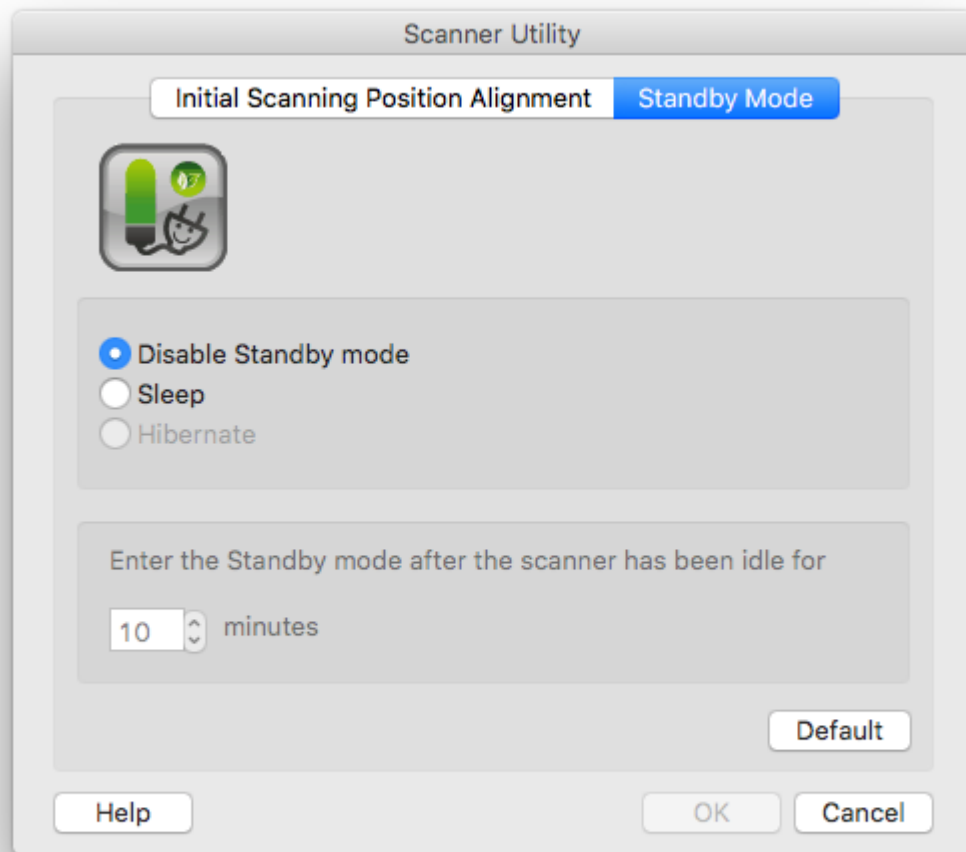 Scanner Utility
Initial Scanning Position Alignment Standby Mode
Disable Standby mode
Sleep
Hibernate
Enter the Standby mode after the scanner has been idle for
10 minutes
Default
Help OK Cancel